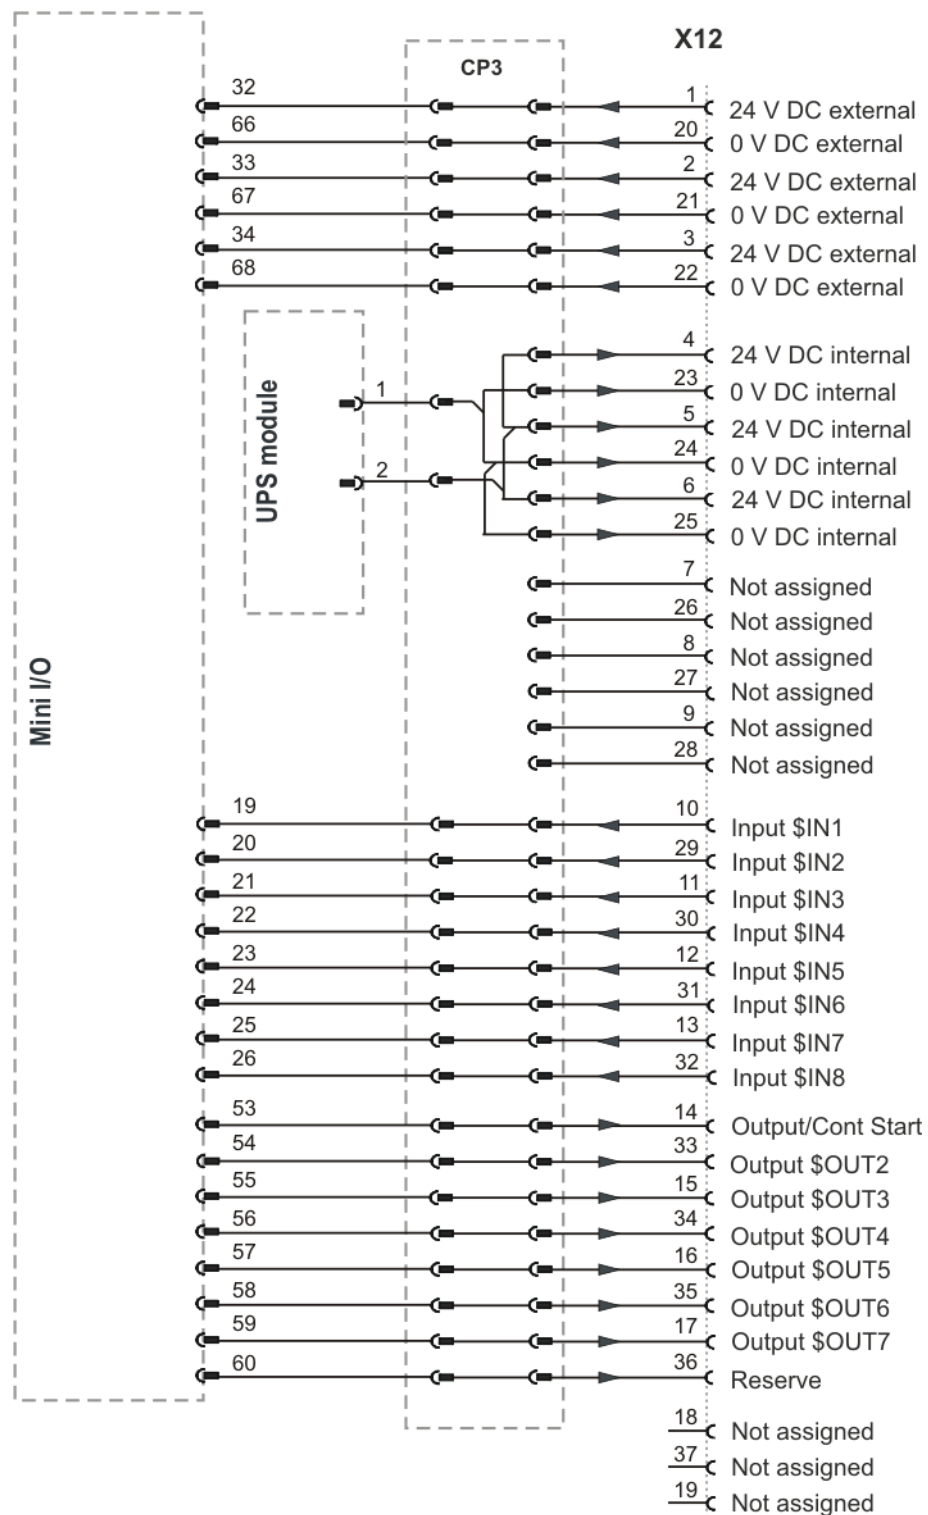 X12
CP3
32 1 24 V DC external
66 20 0 V DC external
33 2 24 V DC external
67 21 0 V DC external
34 3 24 V DC external
68 22 0 V DC external
4 24 V DC internal
23 0 V DC internal
1 5 24 V DC internal
24 0 V DC internal
2 6 24 V DC internal
25 0 V DC internal
UPS module
7 Not assigned
26 Not assigned
8 Not assigned
27 Not assigned
9 Not assigned
28 Not assigned
Mini I/O
19 10 Input $IN1
20 29 Input $IN2
21 11 Input $IN3
22 30 Input $IN4
23 12 Input $IN5
24 31 Input $IN6
25 13 Input $IN7
26 32 Input $IN8
53 14 Output/Cont Start
54 33 Output $OUT2
55 15 Output $OUT3
56 34 Output $OUT4
57 16 Output $OUT5
58 35 Output $OUT6
59 17 Output $OUT7
60 36 Reserve
18 Not assigned
37 Not assigned
19 Not assigned